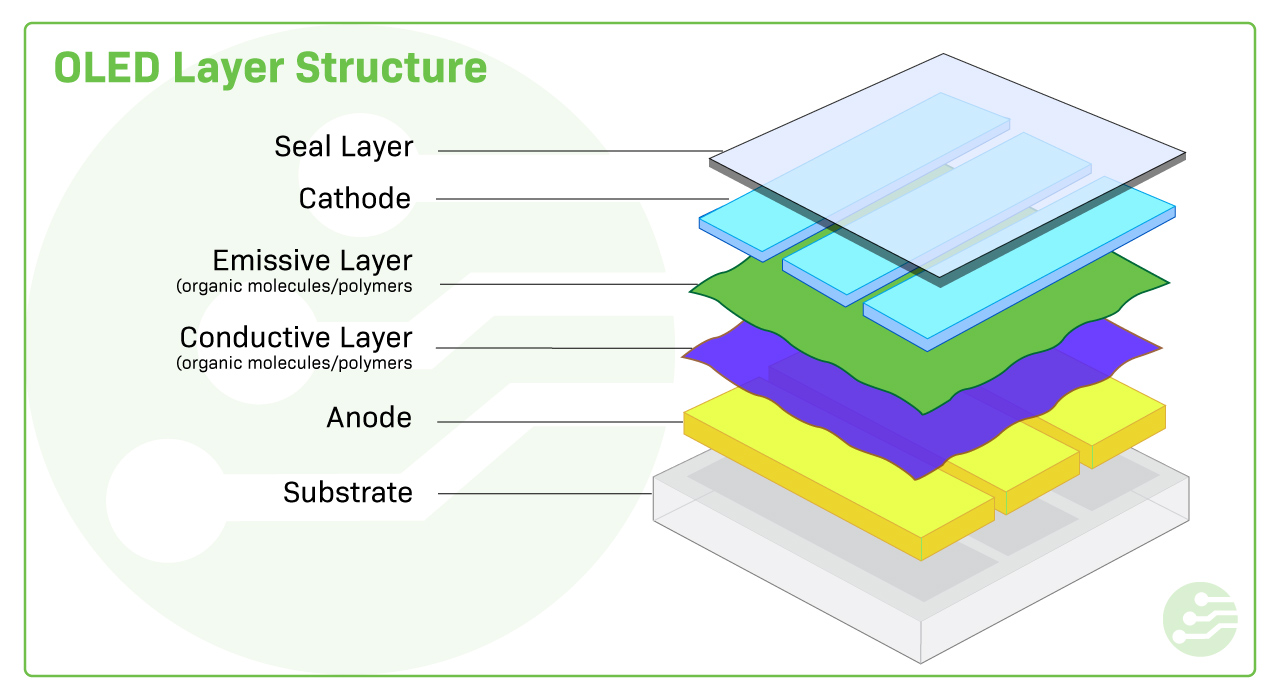 OLED Layer Structure
Seal Layer
Cathode
Emissive Layer
(organic molecules/polymers
Conductive Layer
(organic molecules/polymers
Anode
Substrate